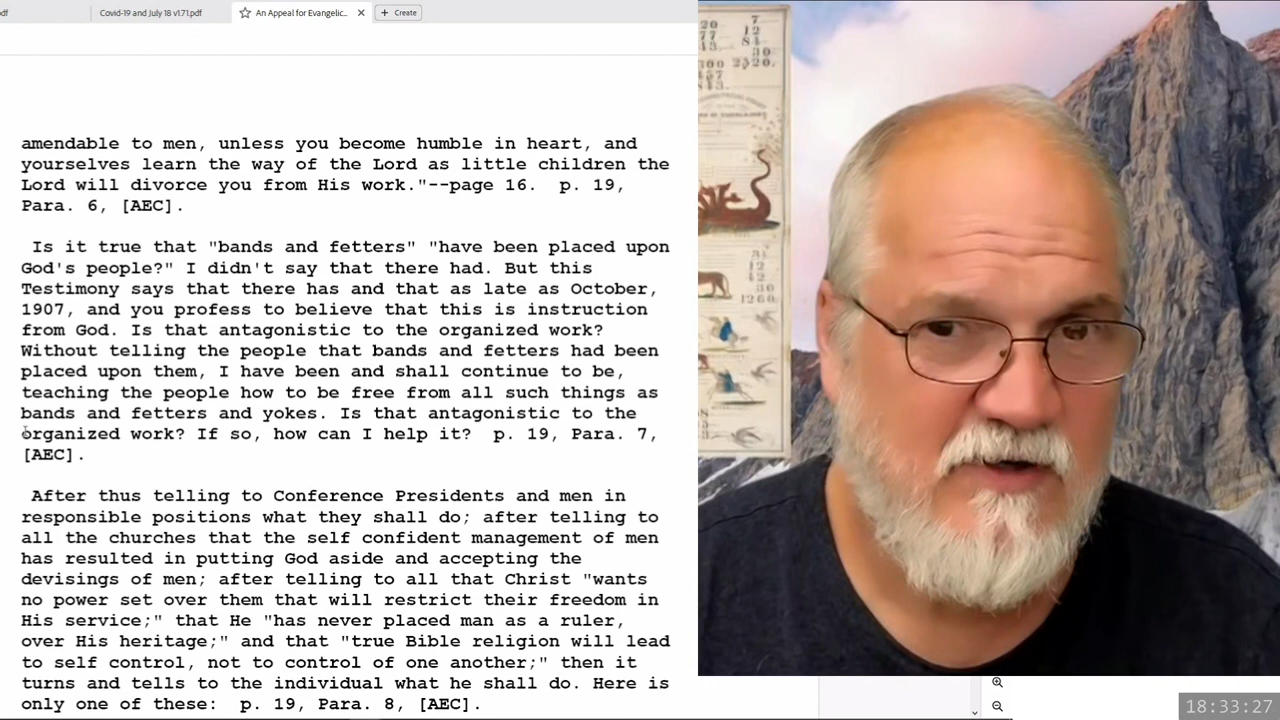 df
Covid-19 and July 18 v1.71.pdf
An Appeal for Evangelic...
Create
amendable to men, unless you become humble in heart, and
yourselves learn the way of the Lord as little children the
Lord will divorce you from His work."--page 16.  p. 19,
Para. 6, [AEC].
Is it true that "bands and fetters" "have been placed upon
God's people?" I didn't say that there had. But this
Testimony says that there has and that as late as October,
1907, and you profess to believe that this is instruction
from God. Is that antagonistic to the organized work?
Without telling the people that bands and fetters had been
placed upon them, I have been and shall continue to be,
teaching the people how to be free from all such things as
bands and fetters and yokes. Is that antagonistic to the
organized work? If so, how can I help it?  p. 19, Para. 7,
[AEC].
After thus telling to Conference Presidents and men in
responsible positions what they shall do; after telling to
all the churches that the self confident management of men
has resulted in putting God aside and accepting the
devisings of men; after telling to all that Christ "wants
no power set over them that will restrict their freedom in
His service;" that He "has never placed man as a ruler,
over His heritage;" and that "true Bible religion will lead
to self control, not to control of one another;" then it
turns and tells to the individual what he shall do. Here is
only one of these:  p. 19, Para. 8, [AEC].
7
12
30
2520
31
12
12
30
1260
18:33:27